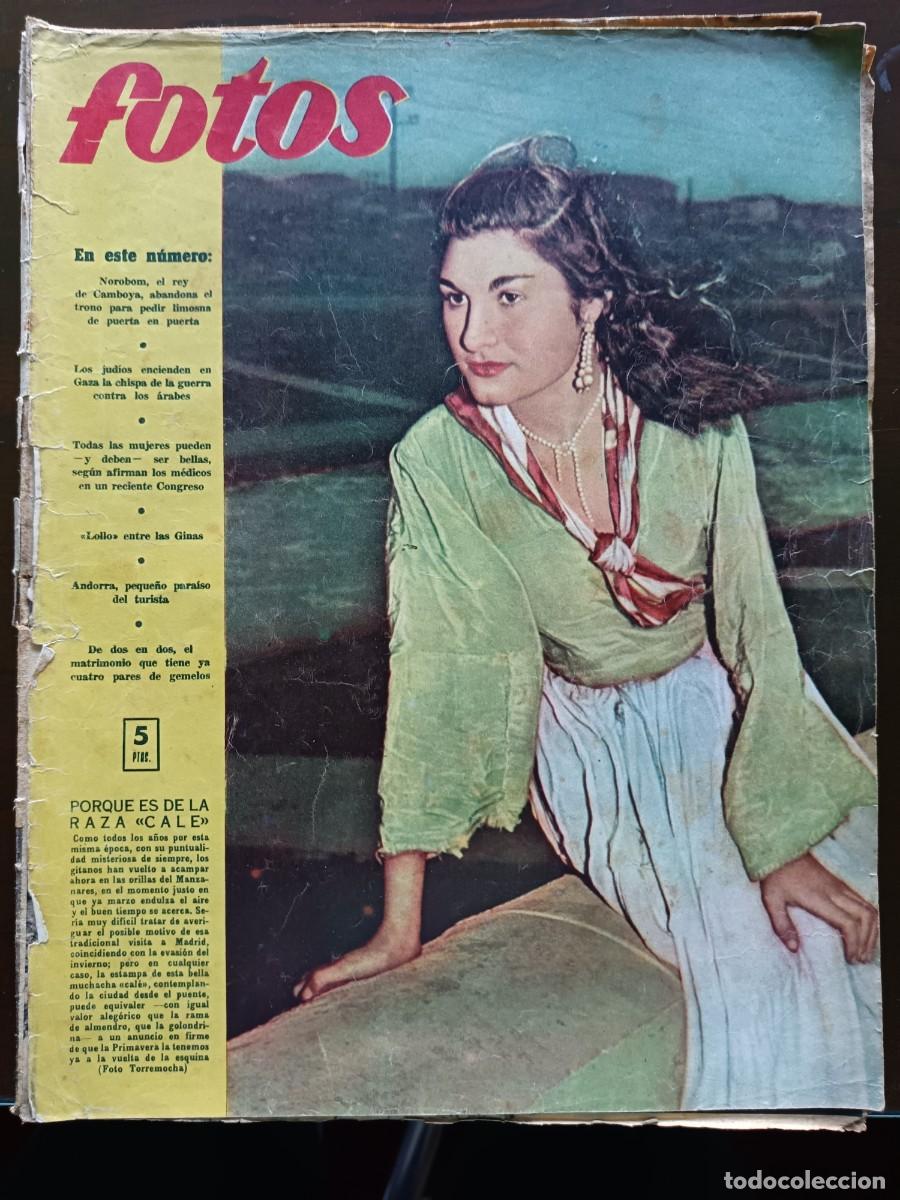 fotos
En este número:
Norobom, el rey
de Camboya, abandona el
trono para pedir limosna
de puerta en puerta
•
Los judíos encienden en
Gaza la chispa de la guerra
contra los árabes
•
Todas las mujeres pueden
—y deben— ser bellas,
según afirman los médicos
en un reciente Congreso
•
«Lollo» entre las Ginas
•
Andorra, pequeño paraíso
del turista
•
De dos en dos, el
matrimonio que tiene ya
cuatro pares de gemelos
5
PTAS.
PORQUE ES DE LA
RAZA «CALE»
Como todos los años por esta
misma época, con su puntuali-
dad misteriosa de siempre, los
gitanos han vuelto a acampar
ahora en las orillas del Manza-
nares, en el momento justo en
que ya marzo endulza el aire
y el buen tiempo se acerca. Se-
ría muy difícil tratar de averi-
guar el posible motivo de esa
tradicional visita a Madrid,
coincidiendo con la evasión del
invierno; pero en cualquier
caso, la estampa de esta bella
muchacha «calé», contemplan-
do la ciudad desde el puente,
puede equivaler —con igual
valor alegórico que la rama
de almendro, que la golondri-
na— a un anuncio en firme
de que la Primavera la tenemos
ya a la vuelta de la esquina
(Foto Torremocha)
todocoleccion